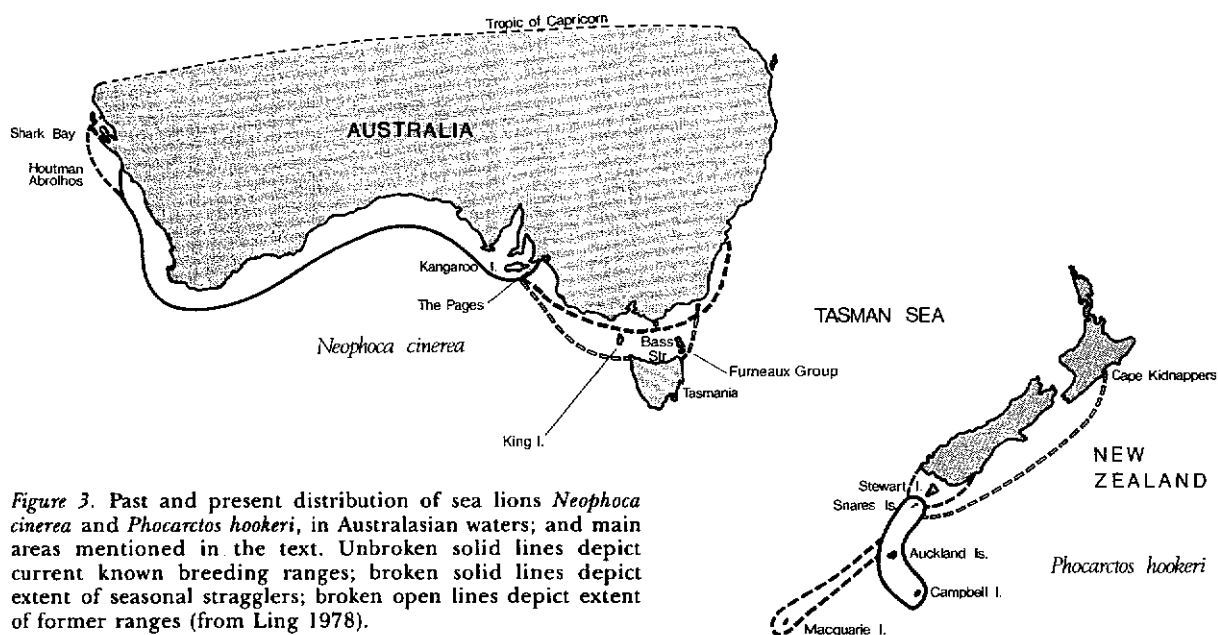 Tropic of Capricorn
AUSTRALIA
Shark Bay
Houtman
Abrolhos
Kangaroo I.
The Pages
Neophoca cinerea
Bass
Str.
Furneaux Group
Tasmania
King I.
TASMAN SEA
Cape Kidnappers
NEW
ZEALAND
Stewart I.
Snares Is.
Auckland Is.
Campbell I.
Macquarie I.
Phocarctos hookeri
Figure 3. Past and present distribution of sea lions Neophoca
cinerea and Phocarctos hookeri, in Australasian waters; and main
areas mentioned in the text. Unbroken solid lines depict
current known breeding ranges; broken solid lines depict
extent of seasonal stragglers; broken open lines depict extent
of former ranges (from Ling 1978).